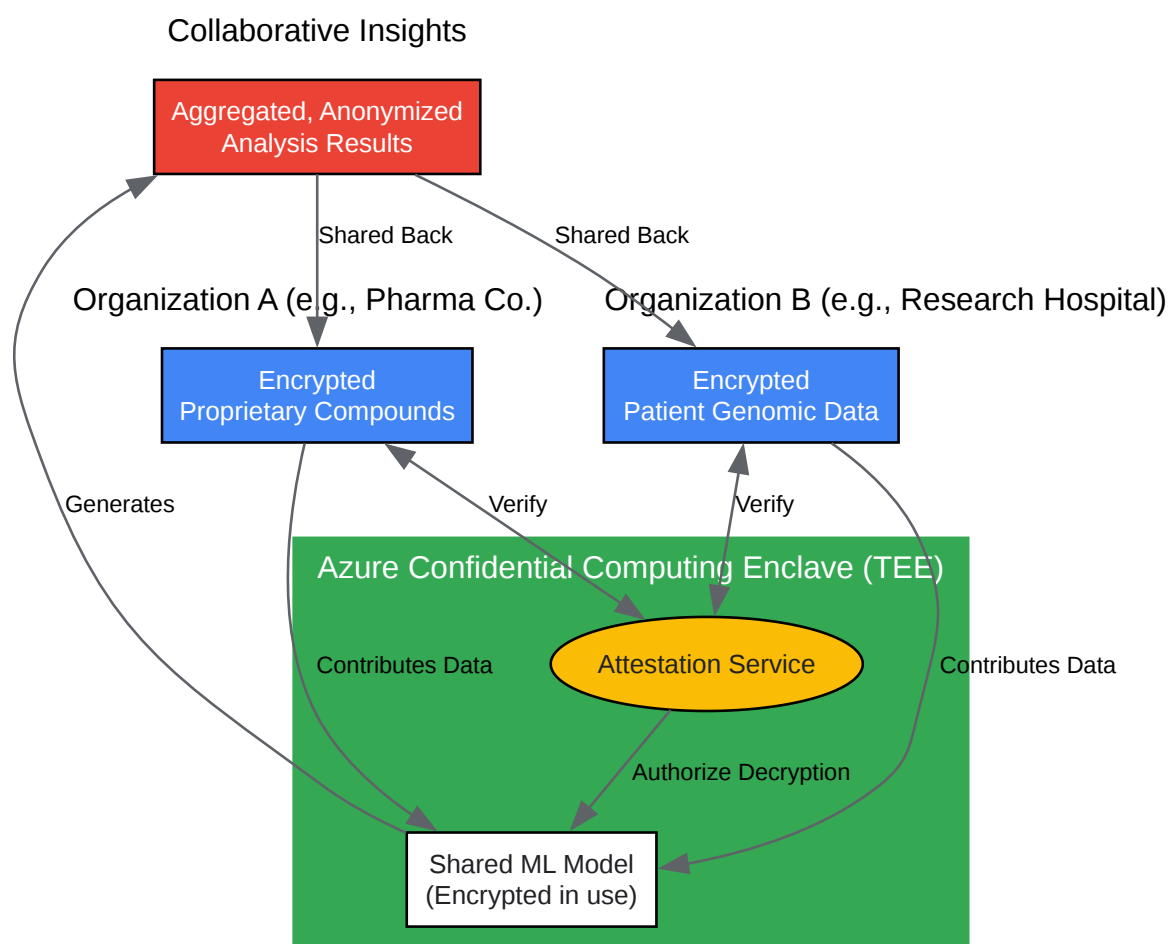 Collaborative Insights
Aggregated, Anonymized
Analysis Results
Shared Back
Shared Back
Organization A (e.g., Pharma Co.)
Organization B (e.g., Research Hospital)
Encrypted
Proprietary Compounds
Encrypted
Patient Genomic Data
Generates
Verify
Verify
Azure Confidential Computing Enclave (TEE)
Contributes Data
Attestation Service
Contributes Data
Authorize Decryption
Shared ML Model
(Encrypted in use)